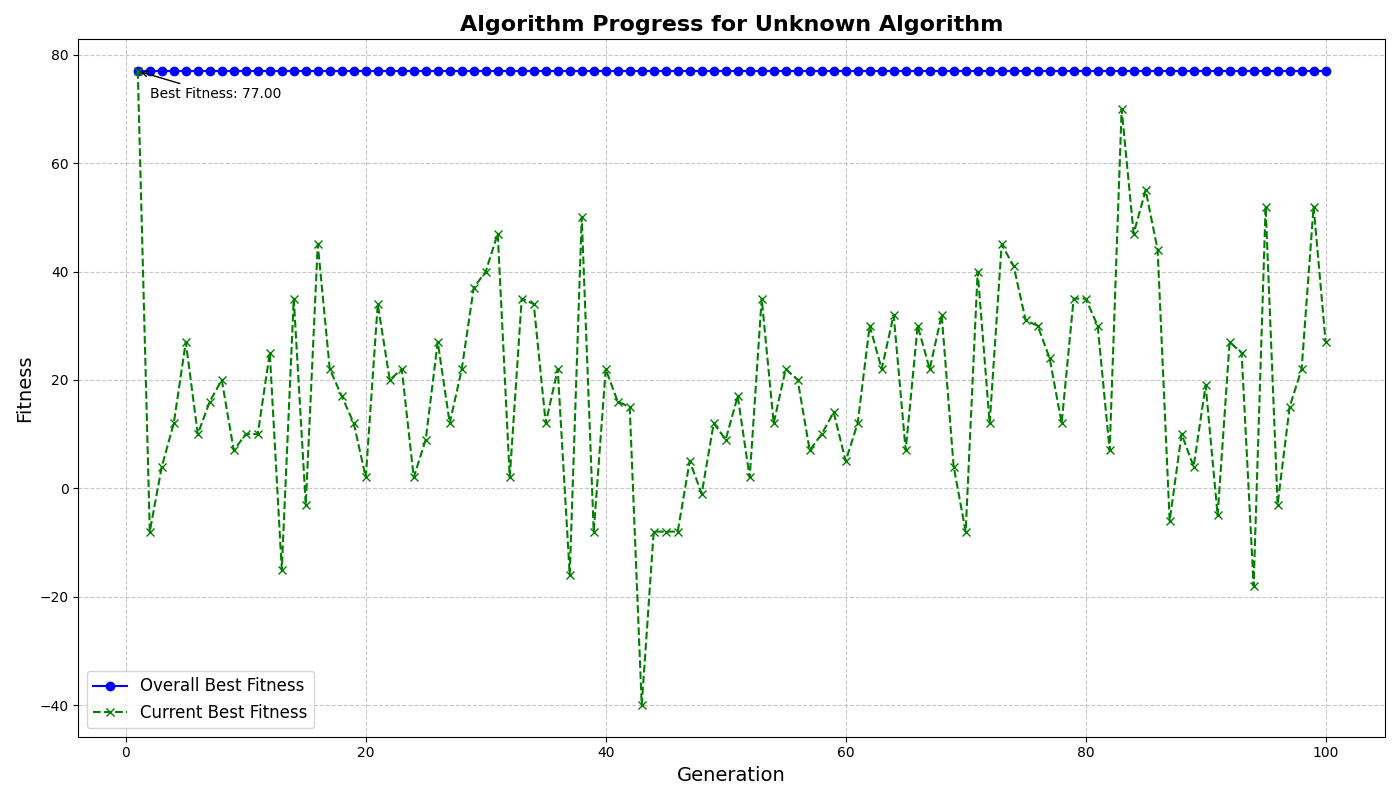 Algorithm Progress for Unknown Algorithm
80
60
40
20
0
−20
−40
Fitness
Best Fitness: 77.00
Overall Best Fitness
Current Best Fitness
0 20 40 60 80 100
Generation